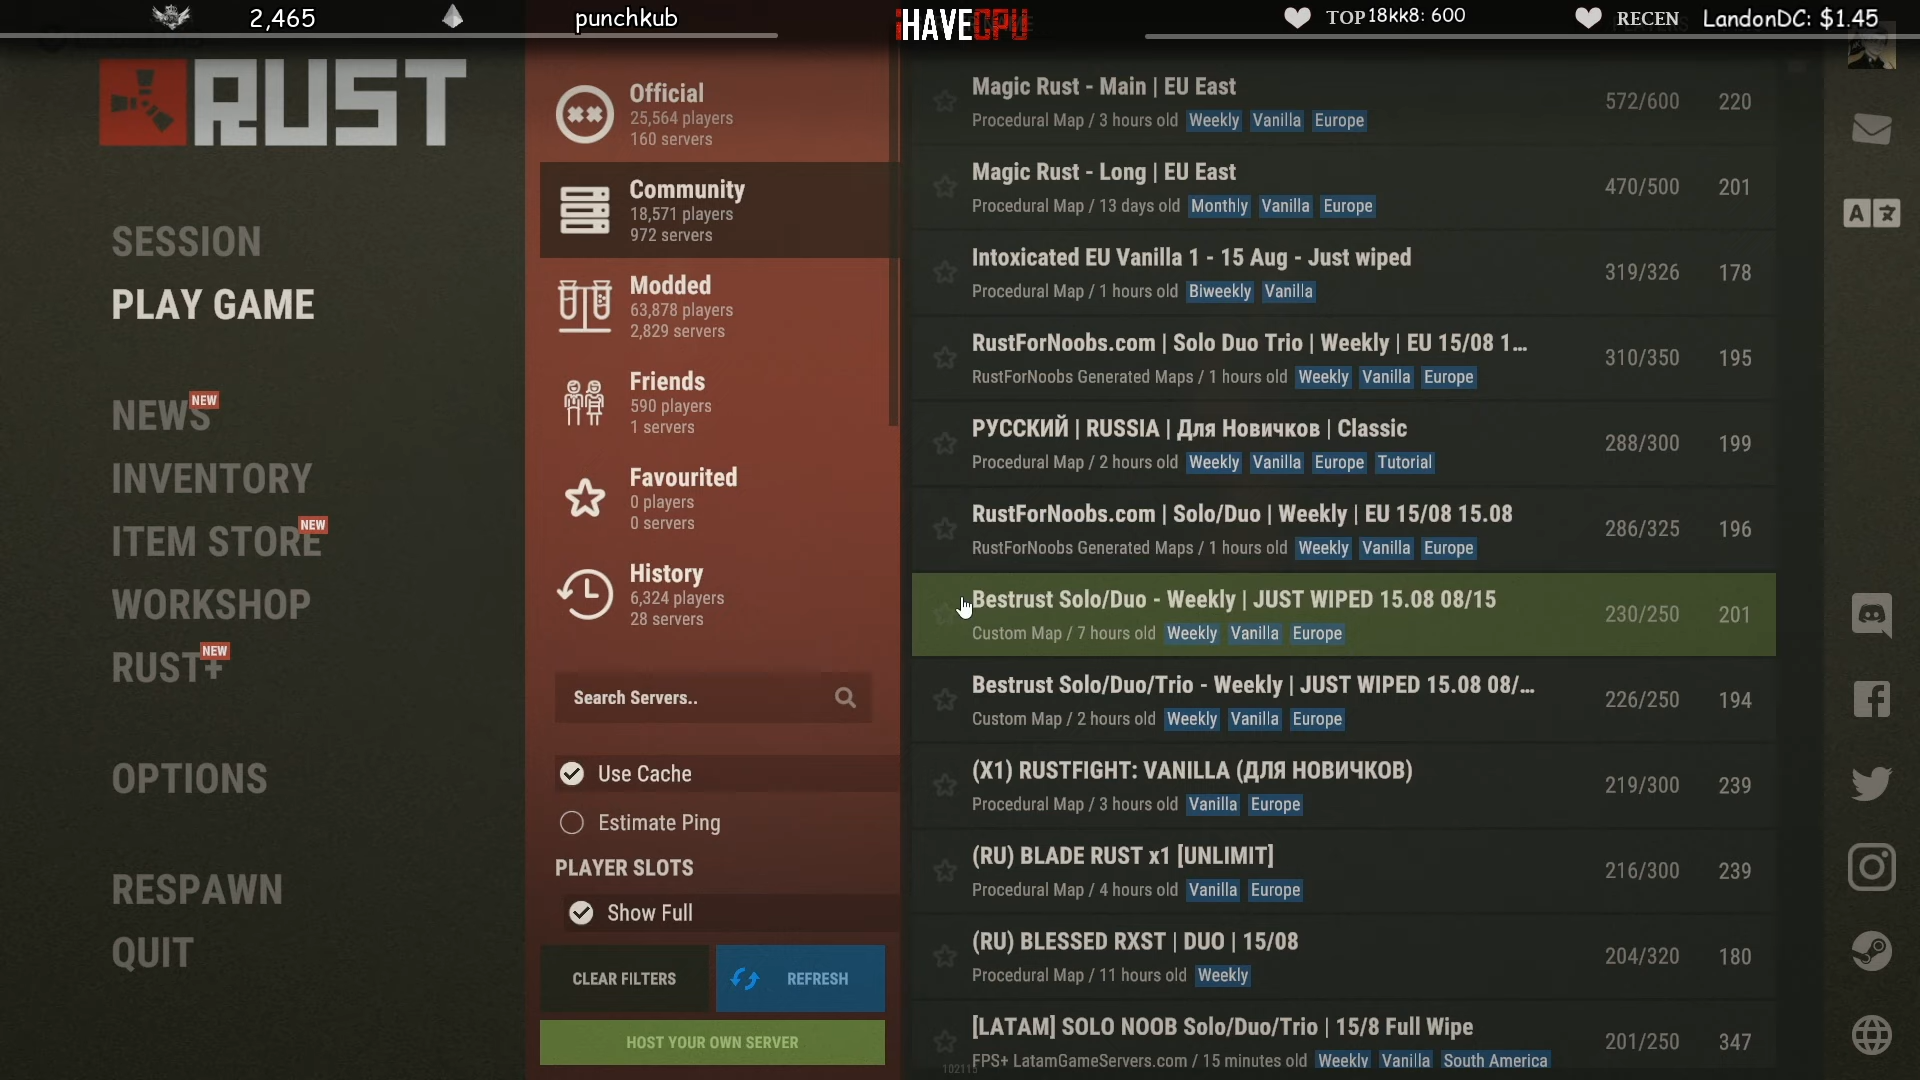 2,465
punchkub
iHAVECPU
TOP 18kk8: 600
RECEN LandonDC: $1.45
RUST
SESSION
PLAY GAME
NEWS NEW
INVENTORY
ITEM STORE NEW
WORKSHOP
RUST+ NEW
OPTIONS
RESPAWN
QUIT
Official
25,564 players
160 servers
Community
18,571 players
972 servers
Modded
63,878 players
2,829 servers
Friends
590 players
1 servers
Favourited
0 players
0 servers
History
6,324 players
28 servers
Search Servers..
Use Cache
Estimate Ping
PLAYER SLOTS
Show Full
CLEAR FILTERS
REFRESH
HOST YOUR OWN SERVER
Magic Rust - Main | EU East 572/600 220
Procedural Map / 3 hours old Weekly Vanilla Europe
Magic Rust - Long | EU East 470/500 201
Procedural Map / 13 days old Monthly Vanilla Europe
Intoxicated EU Vanilla 1 - 15 Aug - Just wiped 319/326 178
Procedural Map / 1 hours old Biweekly Vanilla
RustForNoobs.com | Solo Duo Trio | Weekly | EU 15/08 1... 310/350 195
RustForNoobs Generated Maps / 1 hours old Weekly Vanilla Europe
РУССКИЙ | RUSSIA | Для Новичков | Classic 288/300 199
Procedural Map / 2 hours old Weekly Vanilla Europe Tutorial
RustForNoobs.com | Solo/Duo | Weekly | EU 15/08 15.08 286/325 196
RustForNoobs Generated Maps / 1 hours old Weekly Vanilla Europe
Bestrust Solo/Duo - Weekly | JUST WIPED 15.08 08/15 230/250 201
Custom Map / 7 hours old Weekly Vanilla Europe
Bestrust Solo/Duo/Trio - Weekly | JUST WIPED 15.08 08/... 226/250 194
Custom Map / 2 hours old Weekly Vanilla Europe
(X1) RUSTFIGHT: VANILLA (ДЛЯ НОВИЧКОВ) 219/300 239
Procedural Map / 3 hours old Vanilla Europe
(RU) BLADE RUST x1 [UNLIMIT] 216/300 239
Procedural Map / 4 hours old Vanilla Europe
(RU) BLESSED RXST | DUO | 15/08 204/320 180
Procedural Map / 11 hours old Weekly
[LATAM] SOLO NOOB Solo/Duo/Trio | 15/8 Full Wipe 201/250 347
FPS+ LatamGameServers.com / 15 minutes old Weekly Vanilla South America
102115